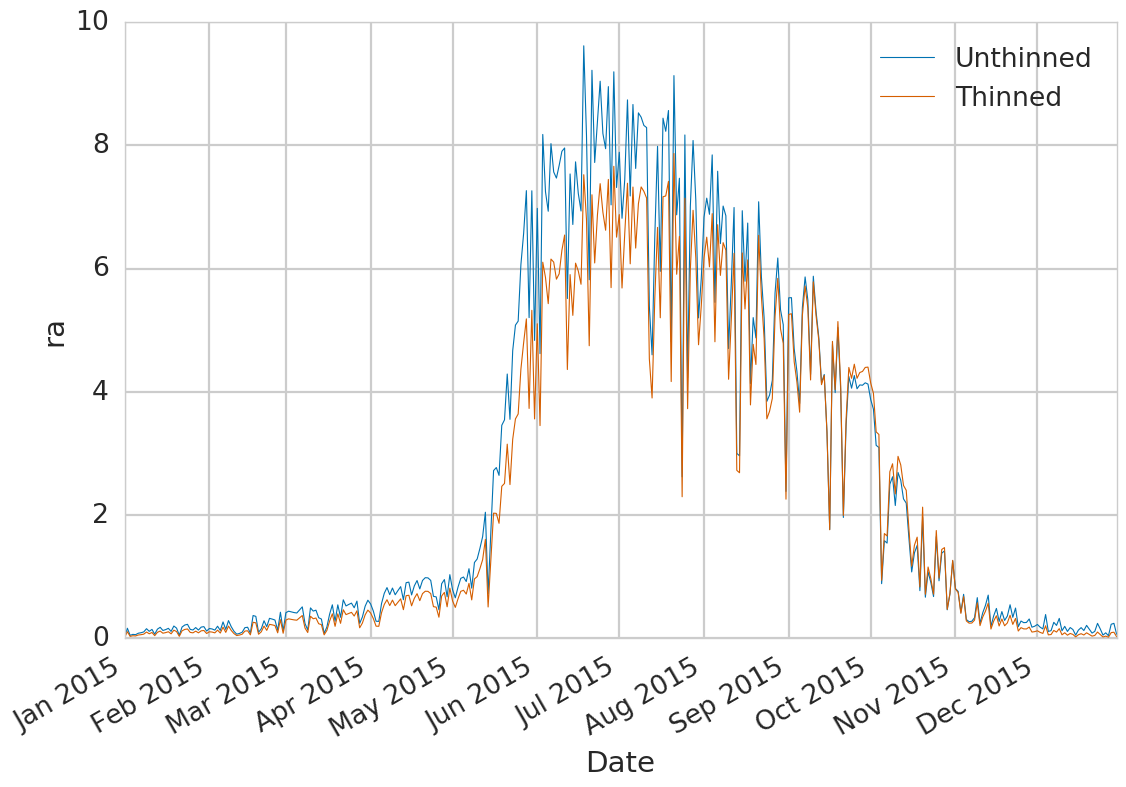 10
8
6
4
2
0
ra
Unthinned
Thinned
Jan 2015
Feb 2015
Mar 2015
Apr 2015
May 2015
Jun 2015
Jul 2015
Aug 2015
Sep 2015
Oct 2015
Nov 2015
Dec 2015
Date